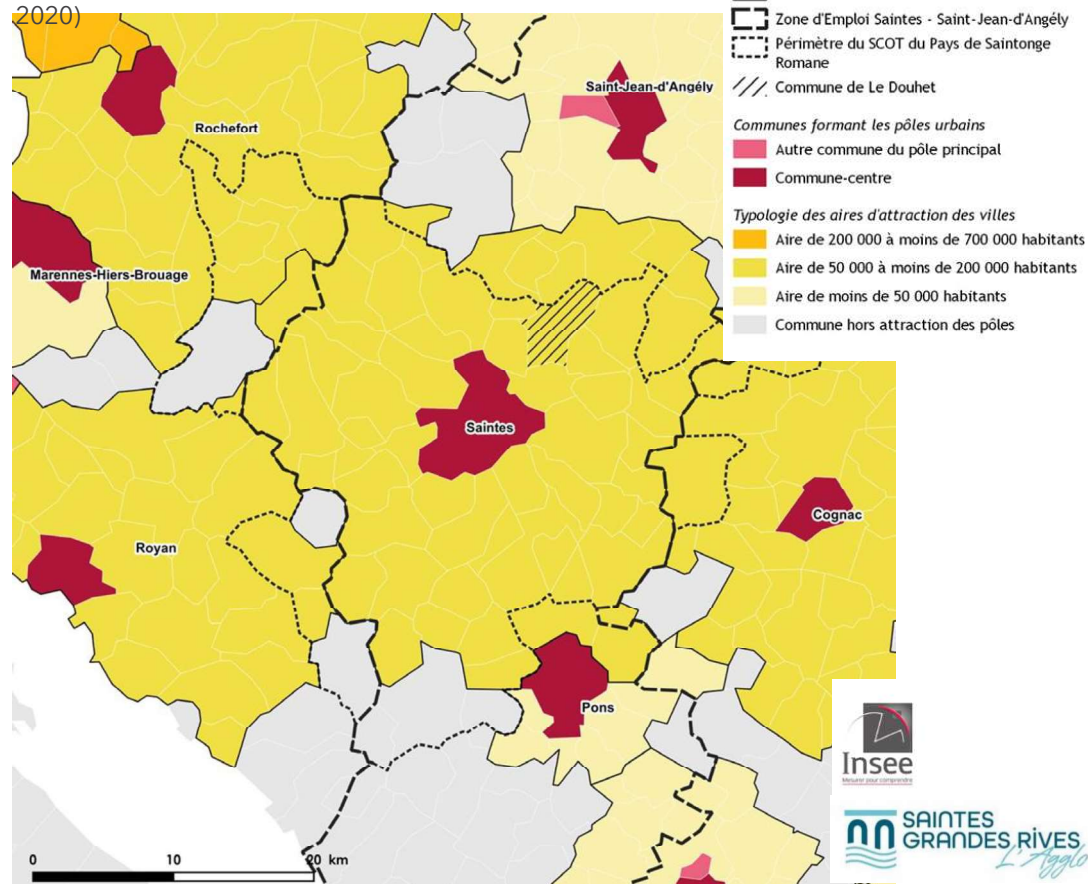 2020)
Zone d'Emploi Saintes - Saint-Jean-d'Angély
Périmètre du SCOT du Pays de Saintonge
Romane
Commune de Le Douhet
Communes formant les pôles urbains
Autre commune du pôle principal
Commune-centre
Typologie des aires d'attraction des villes
Aire de 200 000 à moins de 700 000 habitants
Aire de 50 000 à moins de 200 000 habitants
Aire de moins de 50 000 habitants
Commune hors attraction des pôles
Saint-Jean-d'Angély
Rochefort
Marennes-Hiers-Brouage
Saintes
Cognac
Royan
Pons
0 10 20 km
Insee
Mesurer pour comprendre
SAINTES
GRANDES RIVES
L'Agglo